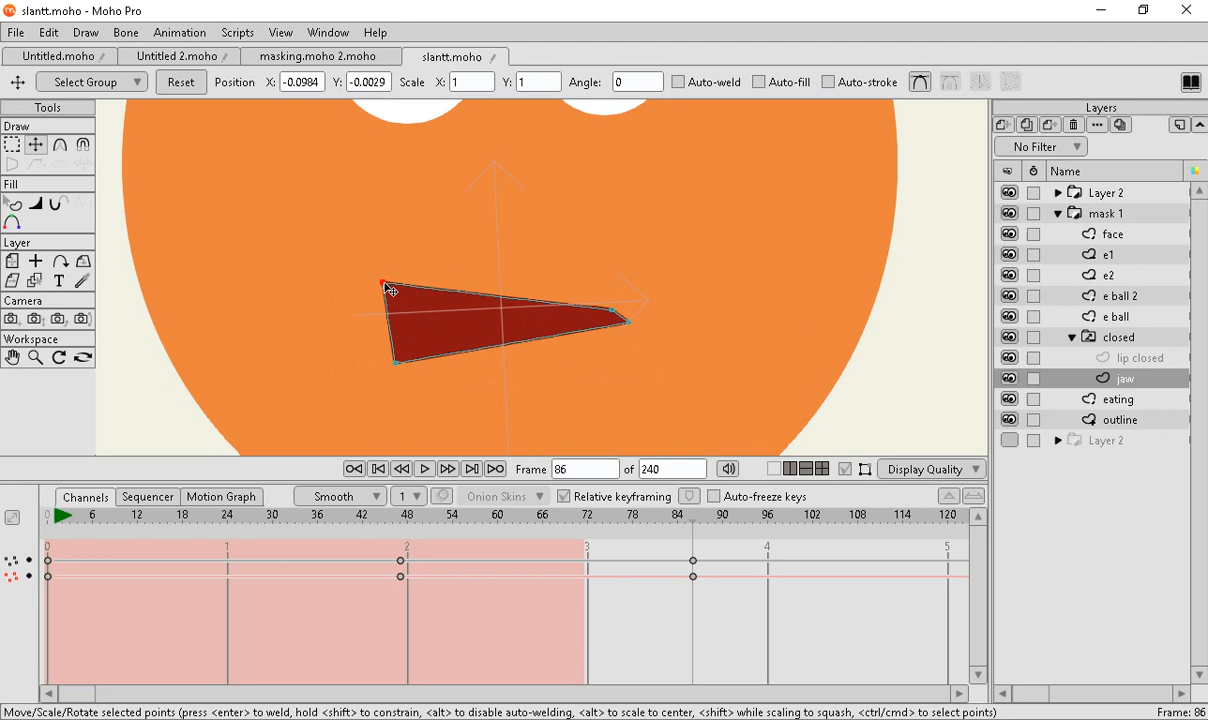 slantt.moho - Moho Pro
File Edit Draw Bone Animation Scripts View Window Help
Untitled.moho Untitled 2.moho masking.moho 2.moho slantt.moho
Select Group Reset Position X: -0.0984 Y: -0.0029 Scale X: 1 Y: 1 Angle: 0 Auto-weld Auto-fill Auto-stroke
Tools
Draw
Fill
Layer
Camera
Workspace
Layers
No Filter
Name
Layer 2
mask 1
face
e1
e2
e ball 2
e ball
closed
lip closed
jaw
eating
outline
Layer 2
Frame 86 of 240 Display Quality
Channels Sequencer Motion Graph Smooth 1 Onion Skins Relative keyframing Auto-freeze keys
0 6 12 18 24 30 36 42 48 54 60 66 72 78 84 90 96 102 108 114 120
0 1 2 3 4 5
Move/Scale/Rotate selected points (press <enter> to weld, hold <shift> to constrain, <alt> to disable auto-welding, <alt> to scale to center, <shift> while scaling to squash, <ctrl/cmd> to select points) Frame: 86